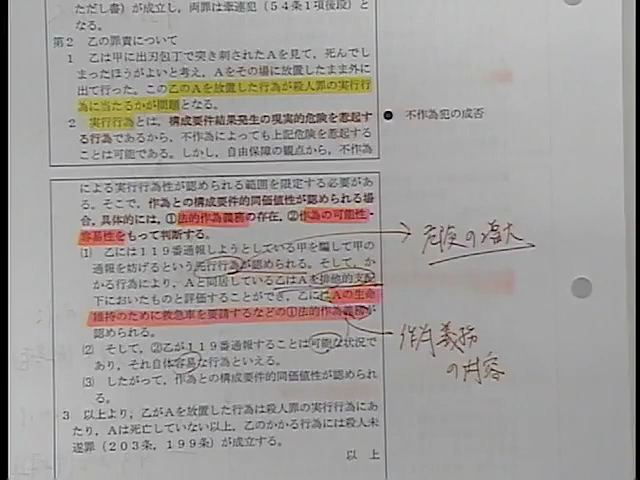 ただし書）が成立し，両罪は牽連犯（５４条１項後段）と
なる。
第２　乙の罪責について
１　乙は甲に出刃包丁で突き刺されたＡを見て，死んでし
まったほうがよいと考え，Ａをその場に放置したまま外に
出て行った。この乙のＡを放置した行為が殺人罪の実行行
為に当たるかが問題となる。
２　実行行為とは，構成要件結果発生の現実的危険を惹起す
る行為であるから，不作為によっても上記危険を惹起する
ことは可能である。しかし，自由保障の観点から，不作為
●　不作為犯の成否
による実行行為性が認められる範囲を限定する必要があ
る。そこで，作為との構成要件的同価値性が認められる場
合，具体的には，①法的作為義務の存在，②作為の可能性・
容易性をもって判断する。
(1)　乙には１１９番通報しようとしている甲を騙して甲の
通報を妨げるという先行行為が認められる。そして，か
かる行為により，Ａと同居している乙はＡを排他的支配
下においたものと評価することができ，乙にはＡの生命
維持のために救急車を要請するなどの①法的作為義務が
認められる。
(2)　そして，②乙が１１９番通報することは可能な状況で
あり，それ自体容易な行為といえる。
(3)　したがって，作為との構成要件的同価値性が認められ
る。
３　以上より，乙がＡを放置した行為は殺人罪の実行行為にあ
たり，Ａは死亡していない以上，乙のかかる行為には殺人未
遂罪（２０３条，１９９条）が成立する。
以　上
危険の増大
作為義務
の内容